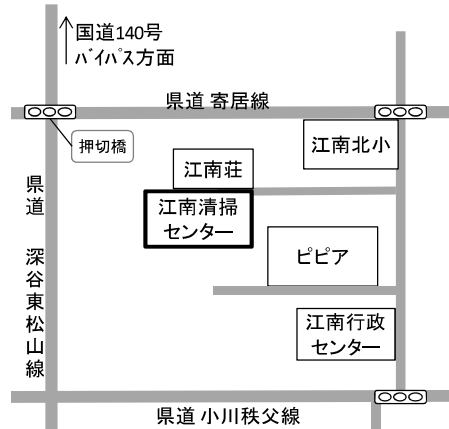 国道140号
バイパス方面
県道 寄居線
押切橋
江南北小
江南荘
江南清掃
センター
県道 深谷東松山線
ピピア
江南行政
センター
県道 小川秩父線